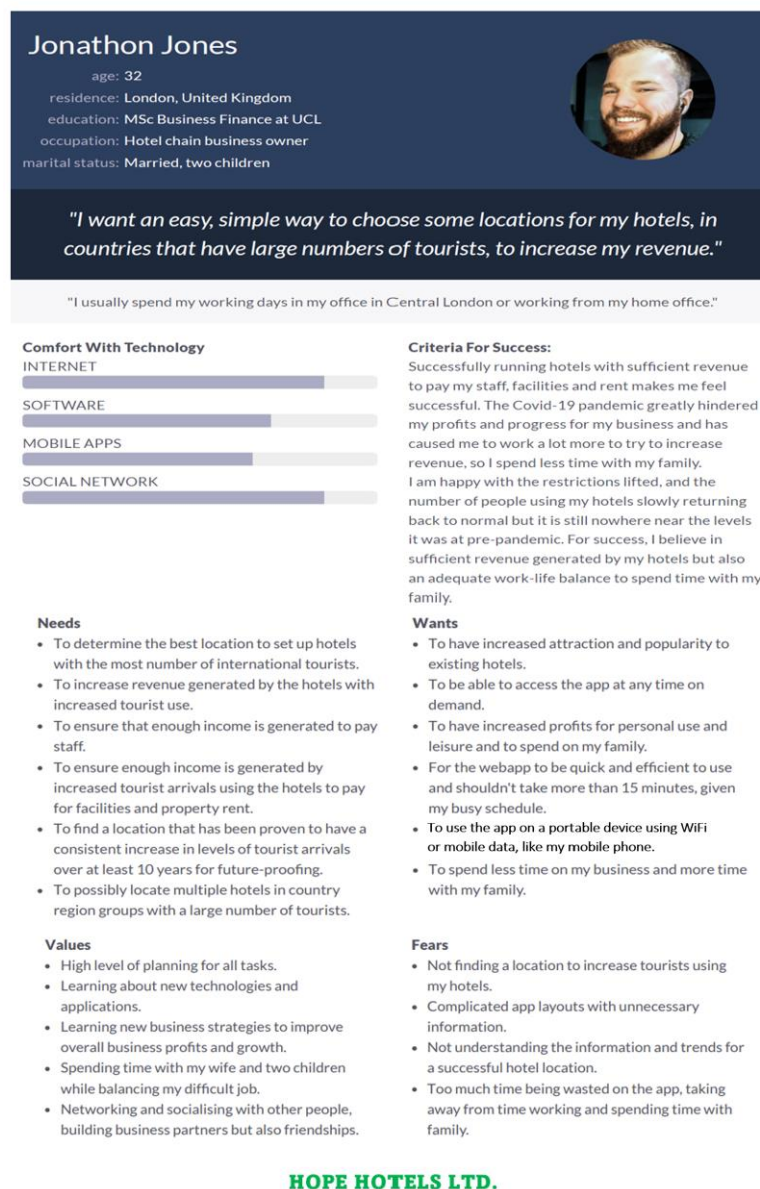 Jonathon Jones
age: 32
residence: London, United Kingdom
education: MSc Business Finance at UCL
occupation: Hotel chain business owner
marital status: Married, two children
"I want an easy, simple way to choose some locations for my hotels, in
countries that have large numbers of tourists, to increase my revenue."
"I usually spend my working days in my office in Central London or working from my home office."
Comfort With Technology
INTERNET
SOFTWARE
MOBILE APPS
SOCIAL NETWORK
Criteria For Success:
Successfully running hotels with sufficient revenue
to pay my staff, facilities and rent makes me feel
successful. The Covid-19 pandemic greatly hindered
my profits and progress for my business and has
caused me to work a lot more to try to increase
revenue, so I spend less time with my family.
I am happy with the restrictions lifted, and the
number of people using my hotels slowly returning
back to normal but it is still nowhere near the levels
it was at pre-pandemic. For success, I believe in
sufficient revenue generated by my hotels but also
an adequate work-life balance to spend time with my
family.
Needs
• To determine the best location to set up hotels
with the most number of international tourists.
• To increase revenue generated by the hotels with
increased tourist use.
• To ensure that enough income is generated to pay
staff.
• To ensure enough income is generated by
increased tourist arrivals using the hotels to pay
for facilities and property rent.
• To find a location that has been proven to have a
consistent increase in levels of tourist arrivals
over at least 10 years for future-proofing.
• To possibly locate multiple hotels in country
region groups with a large number of tourists.
Wants
• To have increased attraction and popularity to
existing hotels.
• To be able to access the app at any time on
demand.
• To have increased profits for personal use and
leisure and to spend on my family.
• For the webapp to be quick and efficient to use
and shouldn't take more than 15 minutes, given
my busy schedule.
• To use the app on a portable device using WiFi
or mobile data, like my mobile phone.
• To spend less time on my business and more time
with my family.
Values
• High level of planning for all tasks.
• Learning about new technologies and
applications.
• Learning new business strategies to improve
overall business profits and growth.
• Spending time with my wife and two children
while balancing my difficult job.
• Networking and socialising with other people,
building business partners but also friendships.
Fears
• Not finding a location to increase tourists using
my hotels.
• Complicated app layouts with unnecessary
information.
• Not understanding the information and trends for
a successful hotel location.
• Too much time being wasted on the app, taking
away from time working and spending time with
family.
HOPE HOTELS LTD.